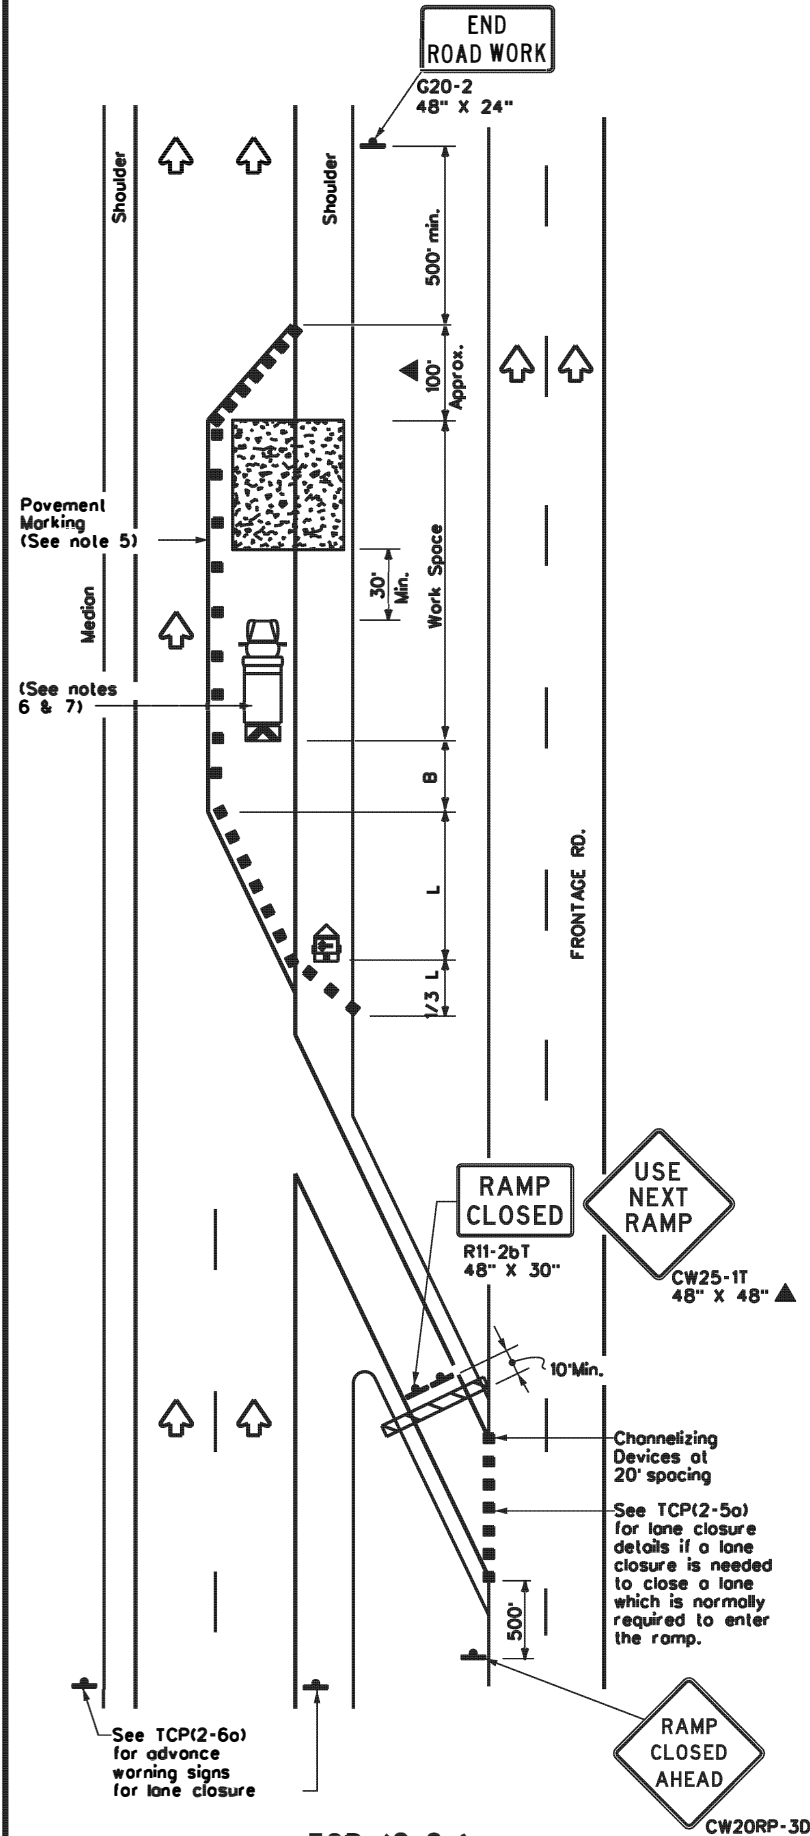 END
ROAD WORK
G20-2
48" X 24"
Shoulder
Shoulder
500' min.
100'
Approx.
Pavement
Marking
(See note 5)
30'
Min.
Work Space
Median
(See notes
6 & 7)
B
L
FRONTAGE RD.
1/3 L
RAMP
CLOSED
R11-2bT
48" X 30"
USE
NEXT
RAMP
CW25-1T
48" X 48"
10' Min.
Channelizing
Devices at
20' spacing
See TCP(2-5a)
for lane closure
details if a lane
closure is needed
to close a lane
which is normally
required to enter
the ramp.
500'
See TCP(2-6a)
for advance
warning signs
for lane closure
RAMP
CLOSED
AHEAD
CW20RP-3D